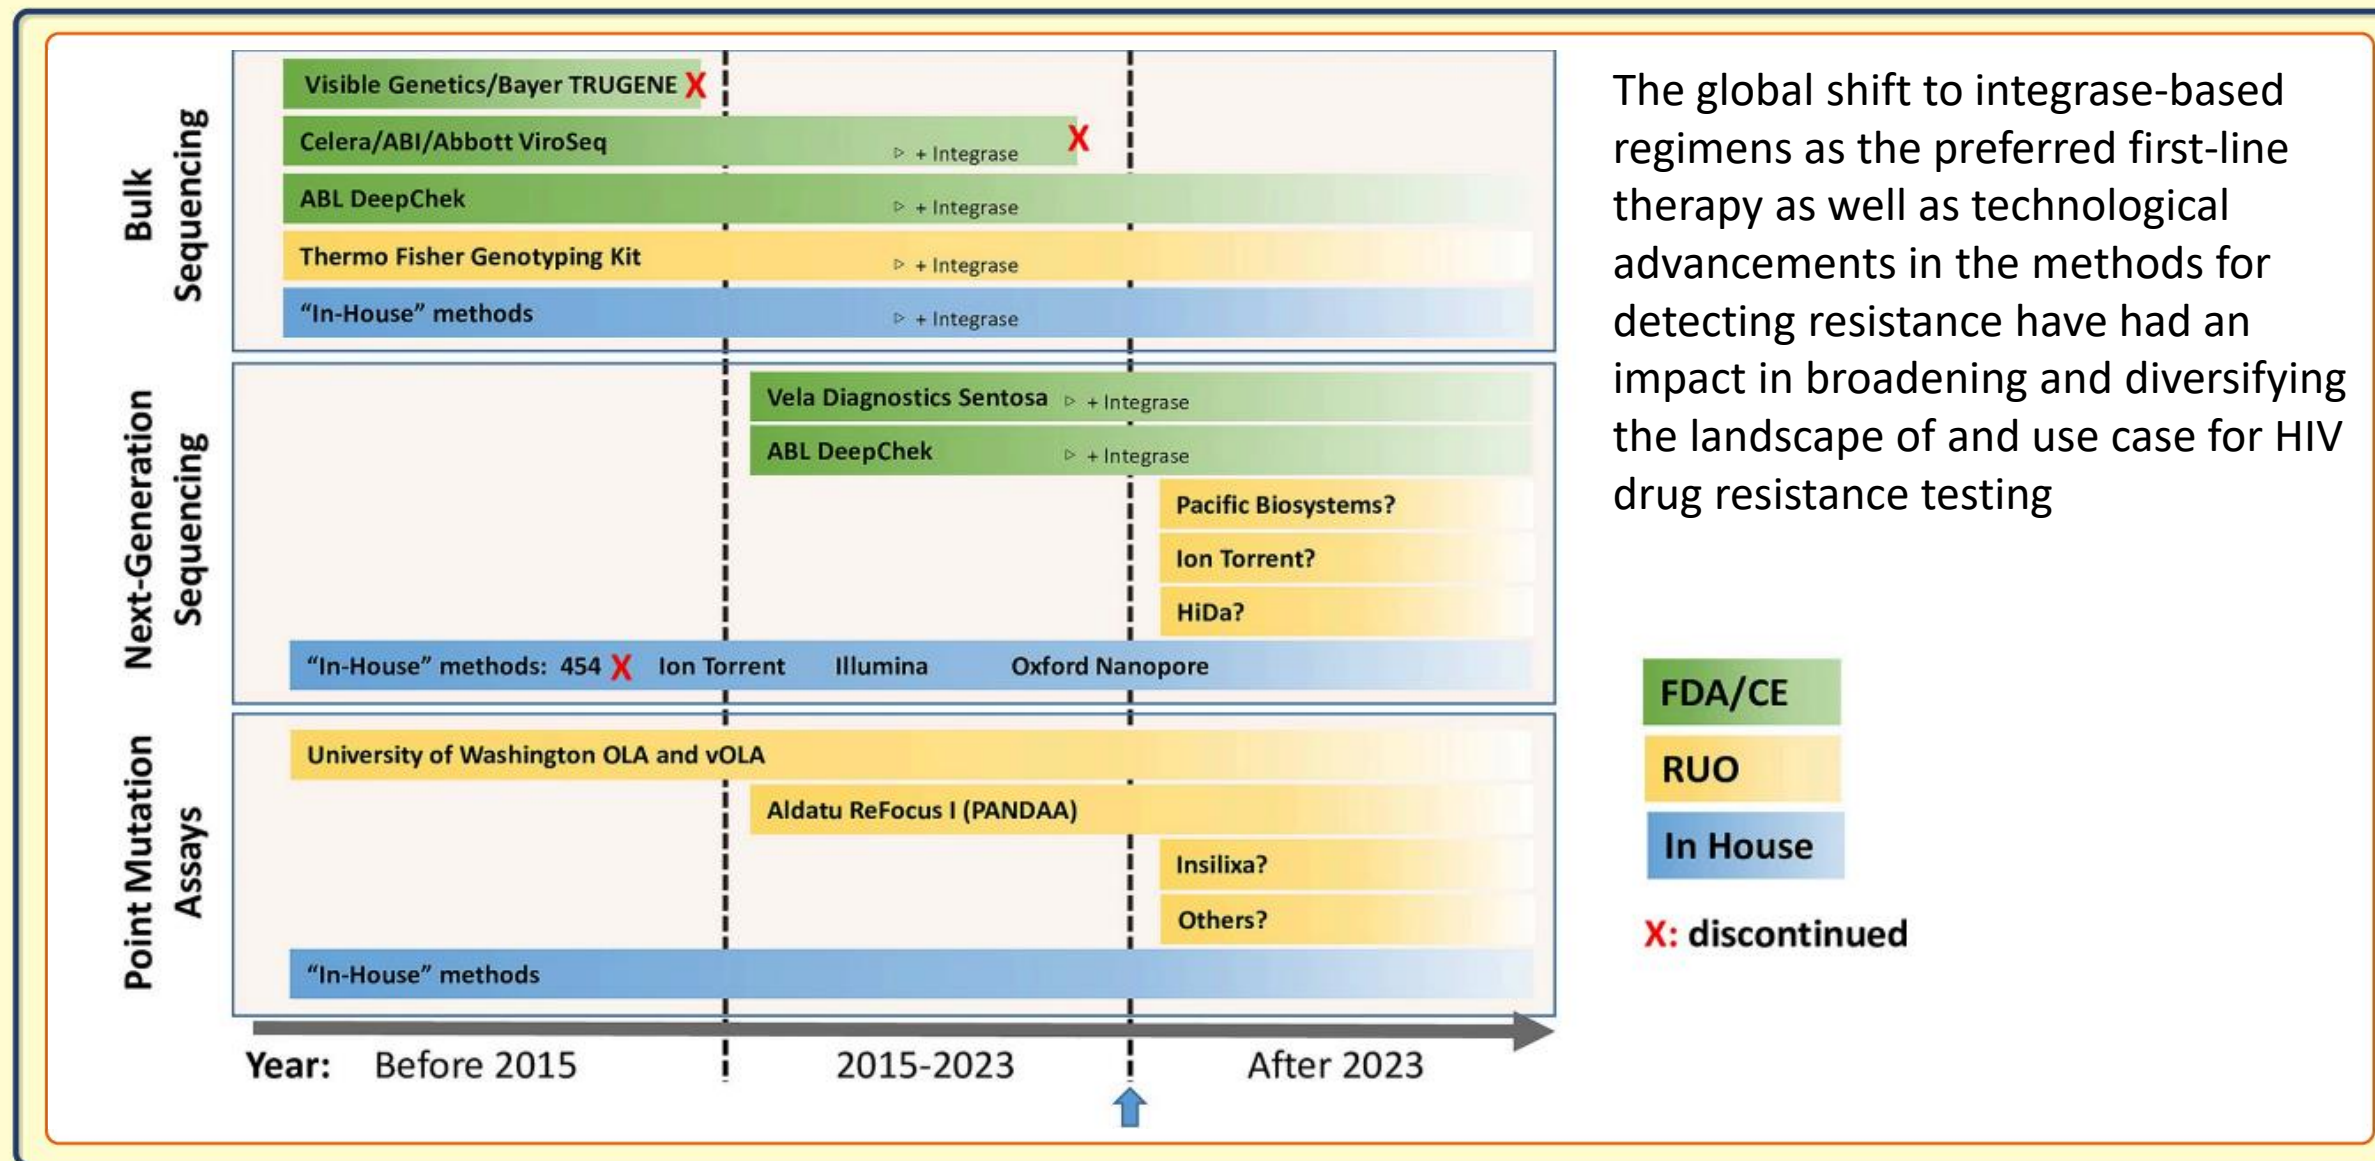 Bulk
Sequencing
Visible Genetics/Bayer TRUGENE X
Celera/ABI/Abbott ViroSeq ▹ + Integrase X
ABL DeepChek ▹ + Integrase
Thermo Fisher Genotyping Kit ▹ + Integrase
“In-House” methods ▹ + Integrase
Next-Generation
Sequencing
Vela Diagnostics Sentosa ▹ + Integrase
ABL DeepChek ▹ + Integrase
Pacific Biosystems?
Ion Torrent?
HiDa?
“In-House” methods: 454 X Ion Torrent Illumina Oxford Nanopore
Point Mutation
Assays
University of Washington OLA and vOLA
Aldatu ReFocus I (PANDAA)
Insilixa?
Others?
“In-House” methods
Year: Before 2015 2015-2023 After 2023
The global shift to integrase-based
regimens as the preferred first-line
therapy as well as technological
advancements in the methods for
detecting resistance have had an
impact in broadening and diversifying
the landscape of and use case for HIV
drug resistance testing
FDA/CE
RUO
In House
X: discontinued